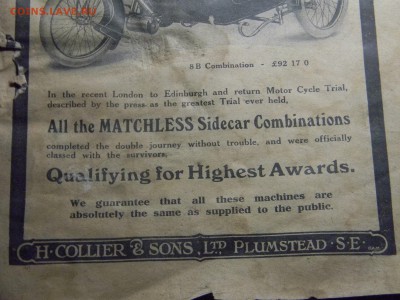 COINS.LAVE.RU
8 B Combination - £92 17 0
In the recent London to Edinburgh and return Motor Cycle Trial,
described by the press as the greatest Trial ever held,
All the MATCHLESS Sidecar Combinations
completed the double journey without trouble, and were officially
classed with the survivors.
Qualifying for Highest Awards.
We guarantee that all these machines are
absolutely the same as supplied to the public.
H. COLLIER & SONS, LTD, PLUMSTEAD · S·E·